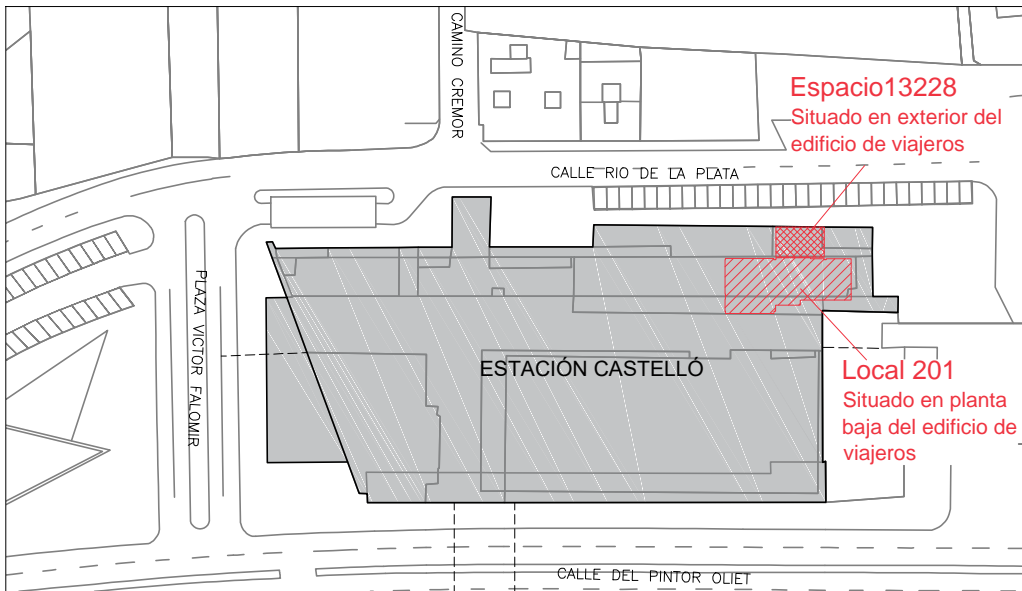 CAMINO CREMOR
Espacio13228
Situado en exterior del
edificio de viajeros
CALLE RIO DE LA PLATA
PLAZA VICTOR FALOMIR
ESTACIÓN CASTELLÓ
Local 201
Situado en planta
baja del edificio de
viajeros
CALLE DEL PINTOR OLIET